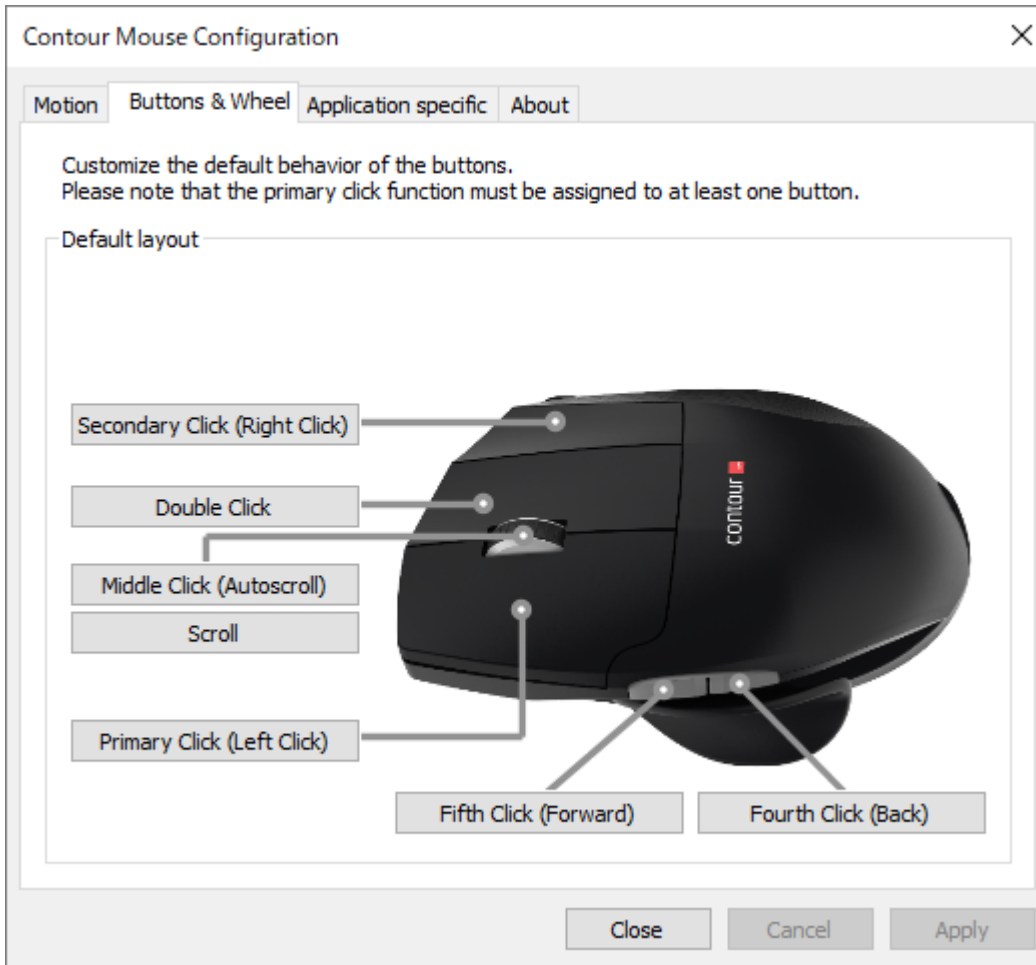 Contour Mouse Configuration
Motion
Buttons & Wheel
Application specific
About
Customize the default behavior of the buttons.
Please note that the primary click function must be assigned to at least one button.
Default layout
Secondary Click (Right Click)
Double Click
Middle Click (Autoscroll)
Scroll
Primary Click (Left Click)
contour
Fifth Click (Forward)
Fourth Click (Back)
Close
Cancel
Apply